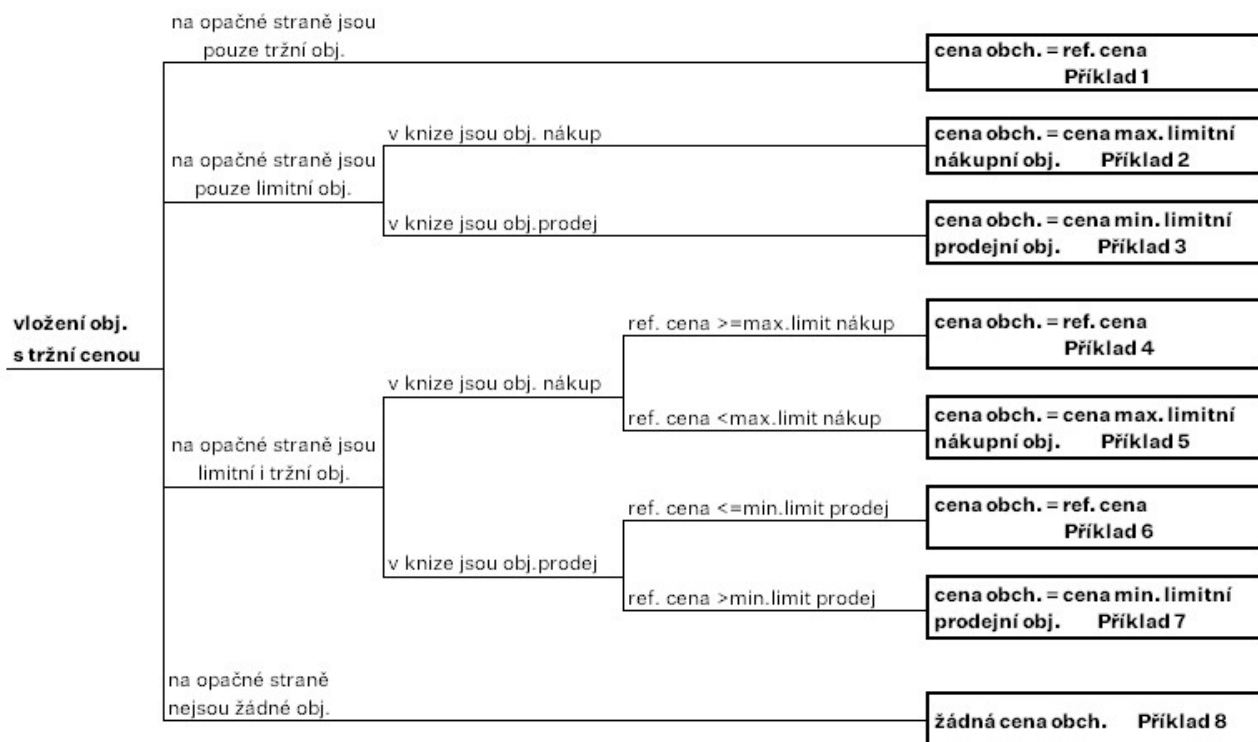 na opačné straně jsou
pouze tržní obj.
cena obch. = ref. cena
Příklad 1
v knize jsou obj. nákup
cena obch. = cena max. limitní
nákupní obj. Příklad 2
na opačné straně jsou
pouze limitní obj.
v knize jsou obj.prodej
cena obch. = cena min. limitní
prodejní obj. Příklad 3
vložení obj.
s tržní cenou
ref. cena >=max.limit nákup
cena obch. = ref. cena
Příklad 4
v knize jsou obj. nákup
ref. cena <max.limit nákup
cena obch. = cena max. limitní
nákupní obj. Příklad 5
na opačné straně jsou
limitní i tržní obj.
ref. cena <=min.limit prodej
cena obch. = ref. cena
Příklad 6
v knize jsou obj.prodej
ref. cena >min.limit prodej
cena obch. = cena min. limitní
prodejní obj. Příklad 7
na opačné straně
nejsou žádné obj.
žádná cena obch. Příklad 8